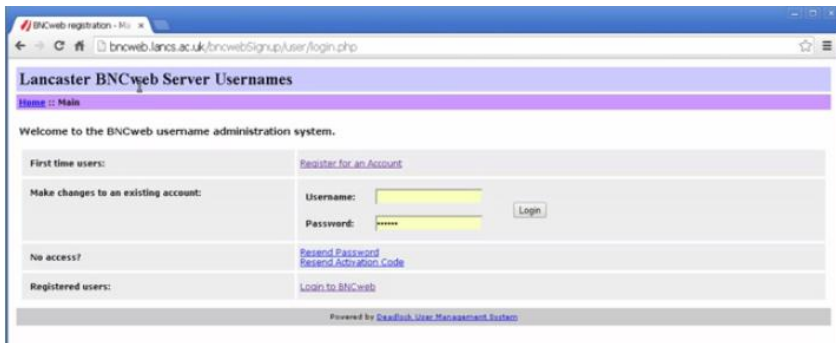 BNCweb registration - Ma
bncweb.lancs.ac.uk/bncwebSignup/user/login.php
Lancaster BNCweb Server Usernames
Home :: Main
Welcome to the BNCweb username administration system.
First time users: Register for an Account
Make changes to an existing account:
Username:
Password: ••••••
Login
No access? Resend Password
Resend Activation Code
Registered users: Login to BNCweb
Powered by Deadlock User Management System